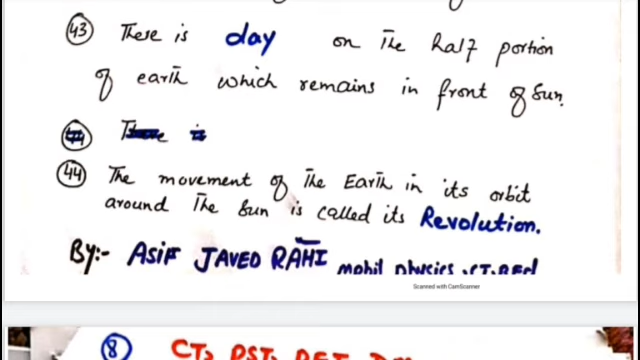 43 There is day on the half portion
of earth which remains in front of Sun.
44 There is
44 The movement of The Earth in its orbit
around The Sun is called its Revolution.
By:- ASIF JAVED RAHI
Scanned with CamScanner
8 CT,